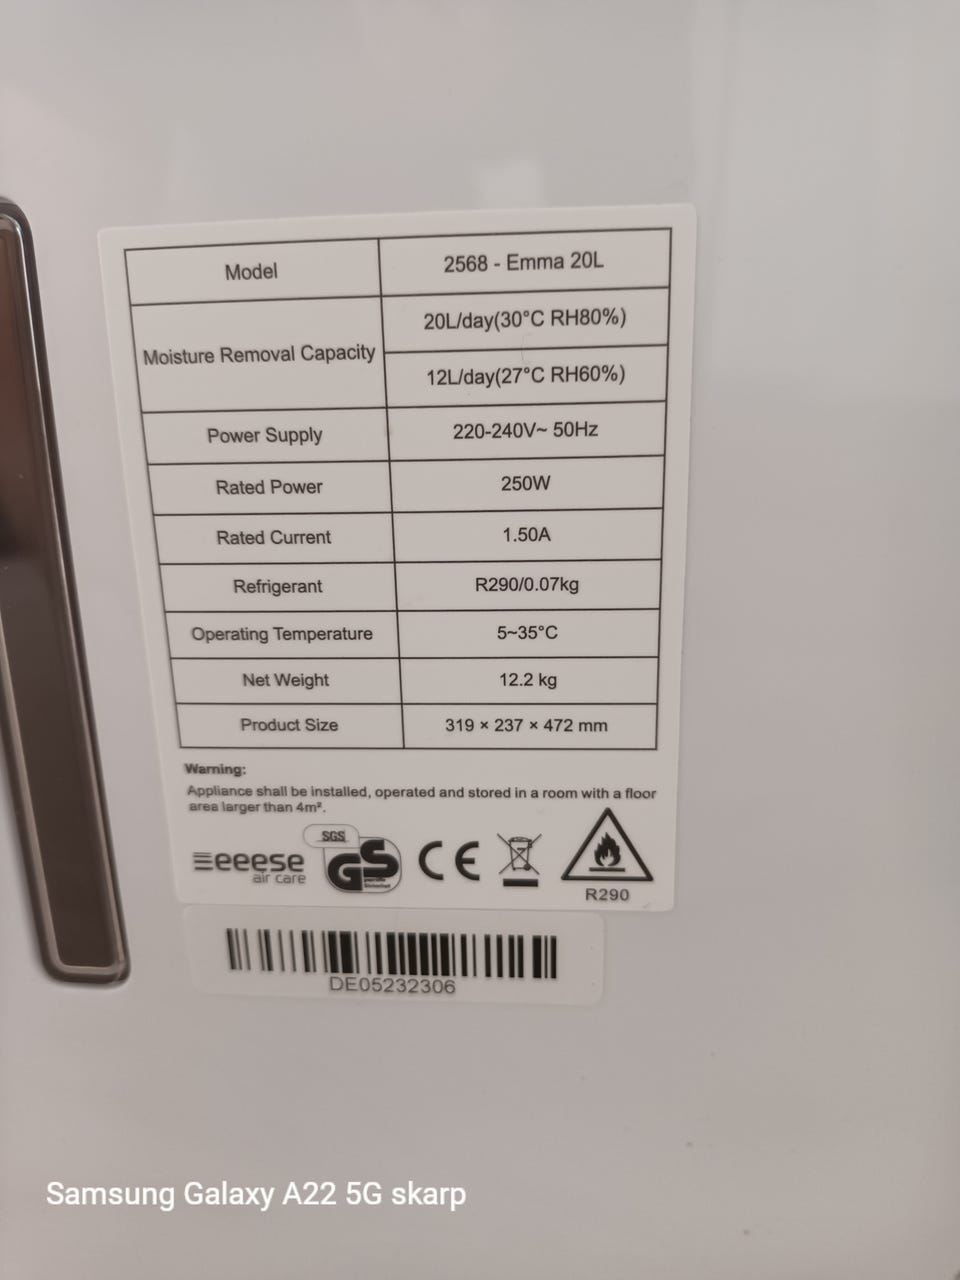 Model 2568 - Emma 20L
Moisture Removal Capacity 20L/day(30°C RH80%)
12L/day(27°C RH60%)
Power Supply 220-240V~ 50Hz
Rated Power 250W
Rated Current 1.50A
Refrigerant R290/0.07kg
Operating Temperature 5~35°C
Net Weight 12.2 kg
Product Size 319 × 237 × 472 mm
Warning:
Appliance shall be installed, operated and stored in a room with a floor
area larger than 4m².
eeese
air care
SGS
GS
geprüfte
Sicherheit
CE
R290
DE05232306
Samsung Galaxy A22 5G skarp